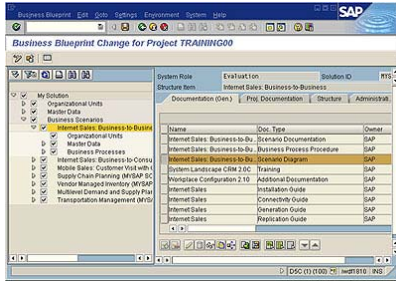 Business Blueprint Edit Goto Settings Environment System Help
SAP
Business Blueprint Change for Project TRAINING00
System Role Evaluation Solution ID MYS
Structure Item Internet Sales: Business-to-Business
Documentation (Gen.) Proj. Documentation Structure Administrati.
My Solution
Organizational Units
Master Data
Business Scenarios
Internet Sales: Business-to-Busine
Organizational Units
Master Data
Business Processes
Internet Sales: Business-to-Consu
Mobile Sales: Customer Visit with
Supply Chain Planning (MYSAP SC
Vendor Managed Inventory (MYSAP
Multilevel Demand and Supply Plan
Transportation Management (MYS
Name Doc. Type Owner
Internet Sales: Business-to-Bu.. Scenario Documentation SAP
Internet Sales: Business-to-Bu.. Business Process Procedure SAP
Internet Sales: Business-to-Bu.. Scenario Diagram SAP
System Landscape CRM 2.0C Training SAP
Workplace Configuration 2.10 Additional Documentation SAP
Internet Sales Installation Guide SAP
Internet Sales Connectivity Guide SAP
Internet Sales Generation Guide SAP
Internet Sales Replication Guide SAP
D5C (1) (100) iwdf1810 INS